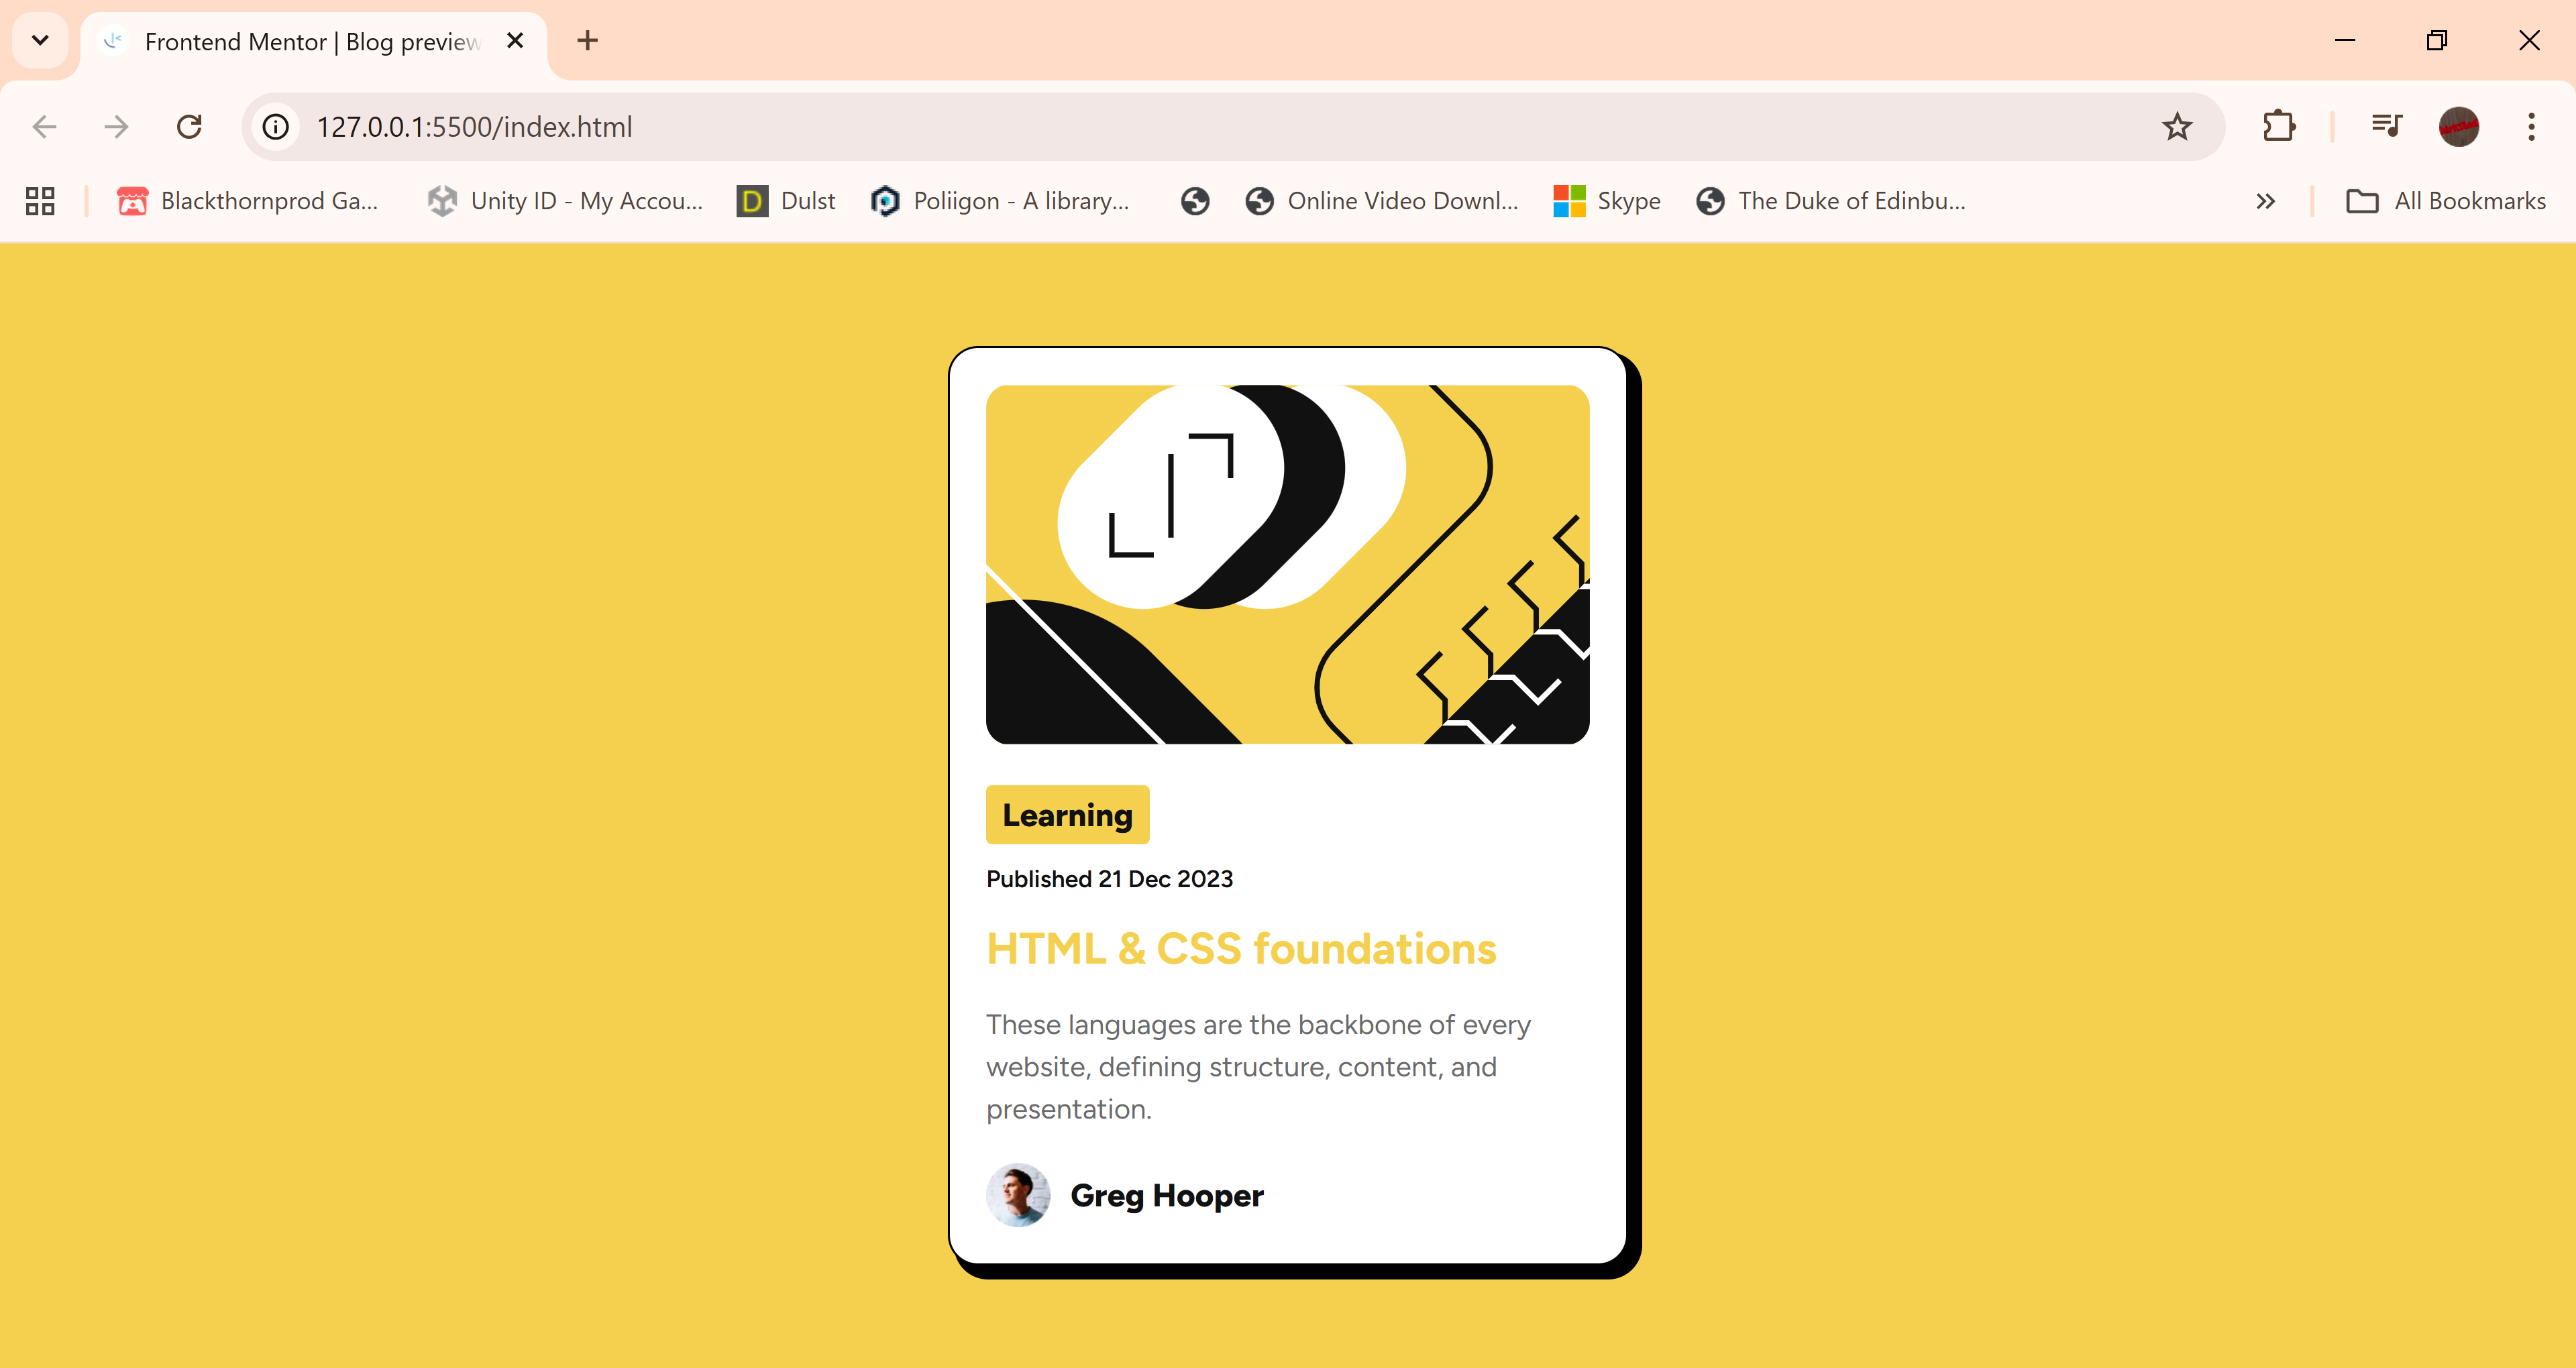 Frontend Mentor | Blog preview
127.0.0.1:5500/index.html
Blackthornprod Ga...
Unity ID - My Accou...
D
Dulst
Poliigon - A library...
Online Video Downl...
Skype
The Duke of Edinbu...
All Bookmarks
Learning
Published 21 Dec 2023
HTML & CSS foundations
These languages are the backbone of every
website, defining structure, content, and
presentation.
Greg Hooper